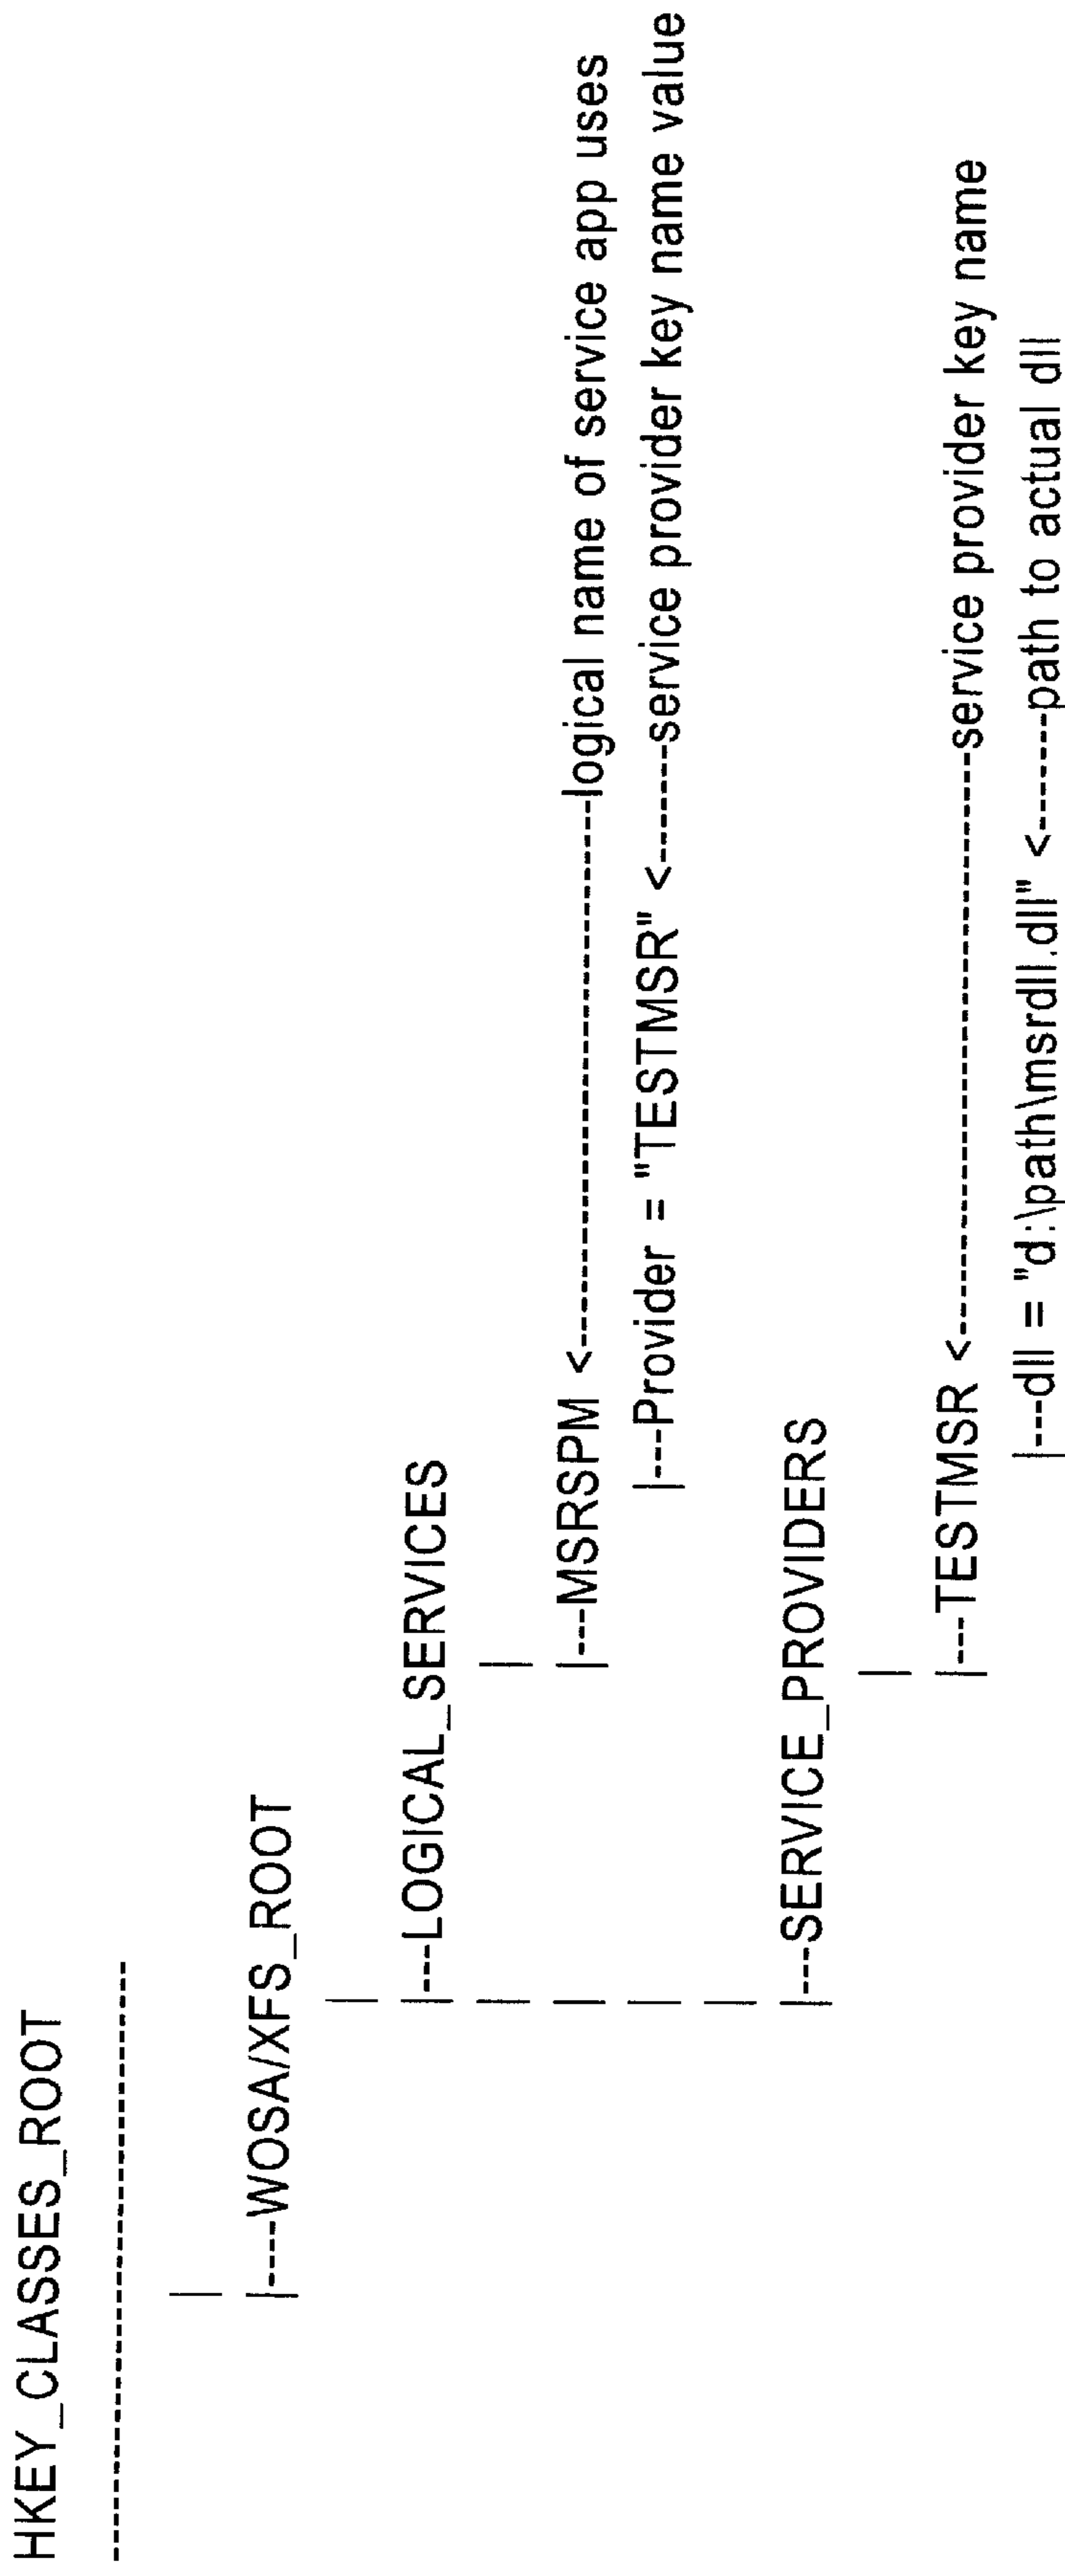 HKEY_CLASSES_ROOT
-----------------------------------
|
|----WOSA/XFS_ROOT
|
|---LOGICAL_SERVICES
| |
| |---MSRSPM <--------------------------------logical name of service app uses
| |---Provider = "TESTMSR" <-------service provider key name value
|
|---SERVICE_PROVIDERS
|
|---TESTMSR <----------------------------------service provider key name
|---dll = "d:\path\msrdll.dll" <-------path to actual dll